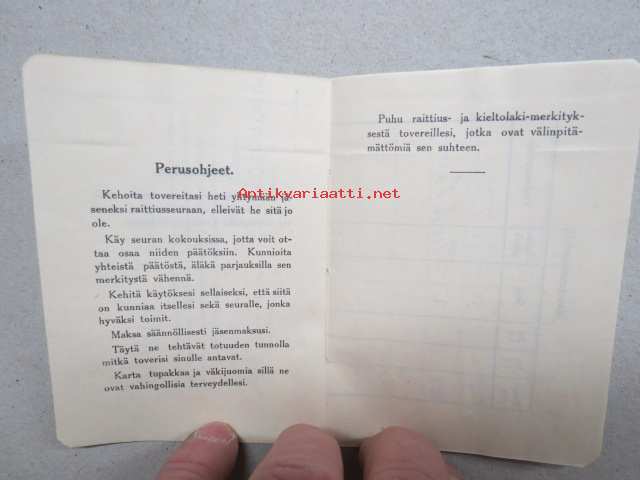 Perusohjeet.
Kehoita tovereitasi heti yhtymään jä-
seneksi raittiusseuraan, elleivät he sitä jo
ole.
Käy seuran kokouksissa, jotta voit ot-
taa osaa niiden päätöksiin. Kunnioita
yhteistä päätöstä, äläkä parjauksilla sen
merkitystä vähennä.
Kehitä käytöksesi sellaiseksi, että siitä
on kunniaa itsellesi sekä seuralle, jonka
hyväksi toimit.
Maksa säännöllisesti jäsenmaksusi.
Täytä ne tehtävät totuuden tunnolla
mitkä toverisi sinulle antavat.
Karta tupakkaa ja väkijuomia sillä ne
ovat vahingollisia terveydellesi.
Puhu raittius- ja kieltolaki-merkityk-
sestä tovereillesi, jotka ovat välinpitä-
mättömiä sen suhteen.
Antikvariaatti.net